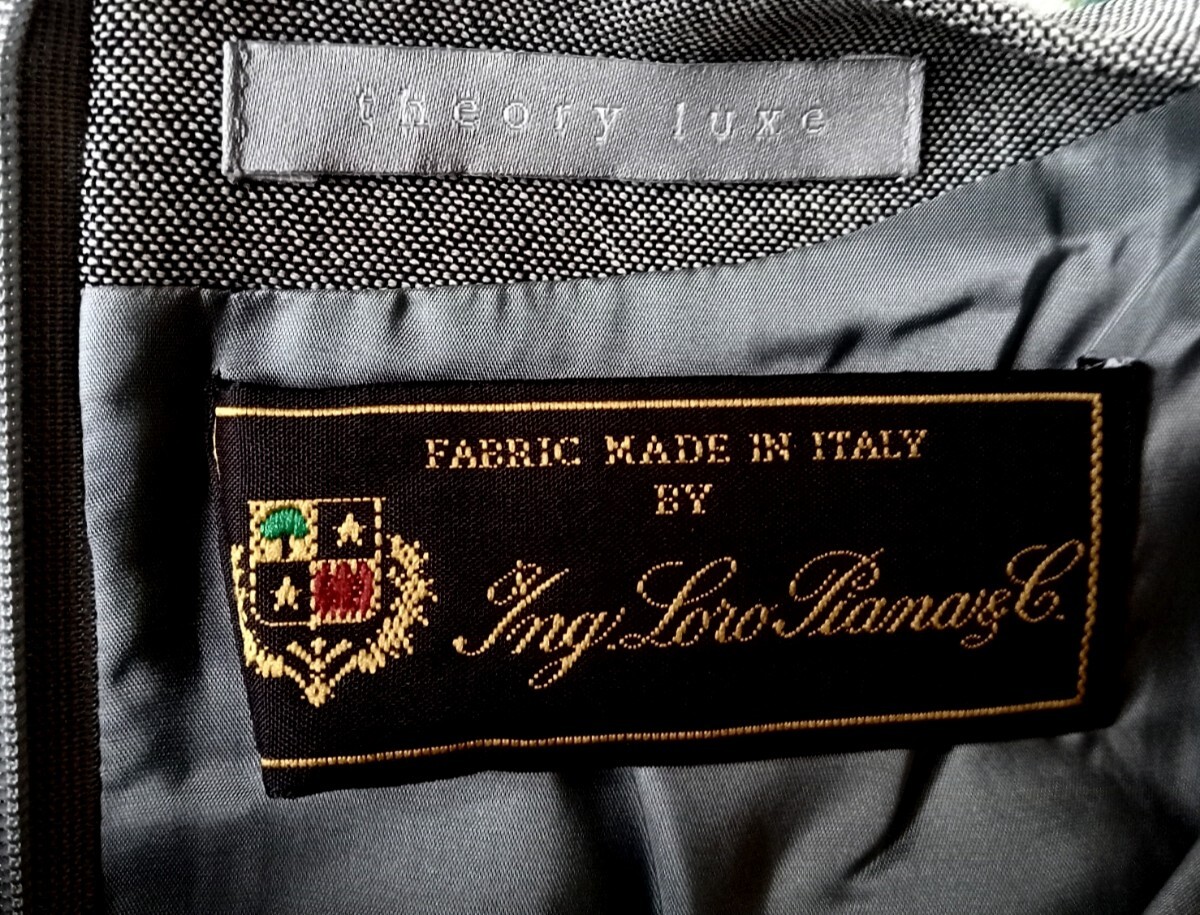 theory luxe
FABRIC MADE IN ITALY
BY
Ing. Loro Piana & C.